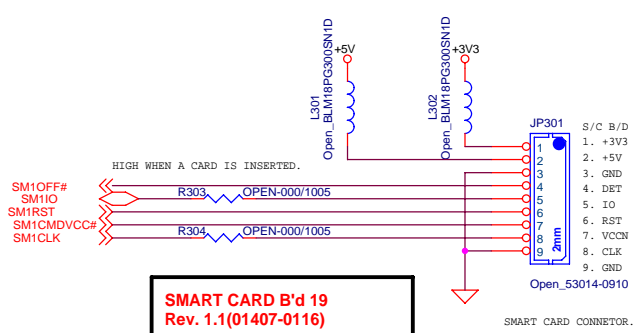 +5V
+3V3
L301
Open_BLM18PG300SN1D
L302
Open_BLM18PG300SN1D
JP301
S/C B/D
1
2
3
4
5
6
7
8
9
2mm
1. +3V3
2. +5V
3. GND
4. DET
5. IO
6. RST
7. VCCN
8. CLK
9. GND
HIGH WHEN A CARD IS INSERTED.
SM1OFF#
SM1IO
SM1RST
SM1CMDVCC#
SM1CLK
R303
OPEN-000/1005
R304
OPEN-000/1005
Open_53014-0910
SMART CARD B'd 19
Rev. 1.1(01407-0116)
SMART CARD CONNETOR.